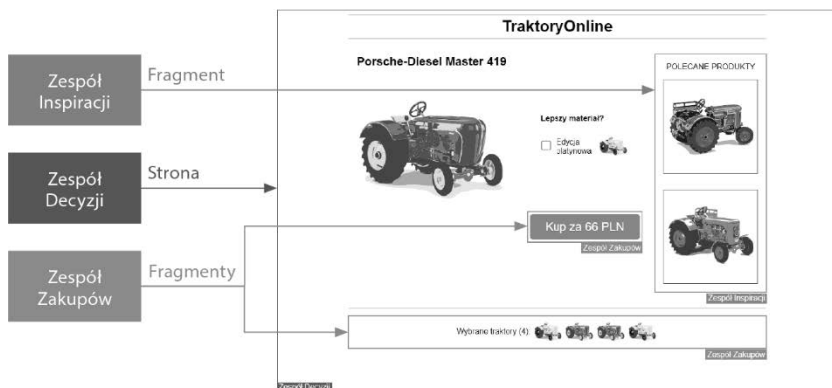 TraktoryOnline
Zespół
Inspiracji
Fragment
Zespół
Decyzji
Strona
Zespół
Zakupów
Fragmenty
Porsche-Diesel Master 419
Lepszy materiał?
Edycja
platynowa
Kup za 66 PLN
Zespół Zakupów
POLECANE PRODUKTY
Zespół Inspiracji
Wybrano traktory (4):
Zespół Zakupów
Zespół Decyzji